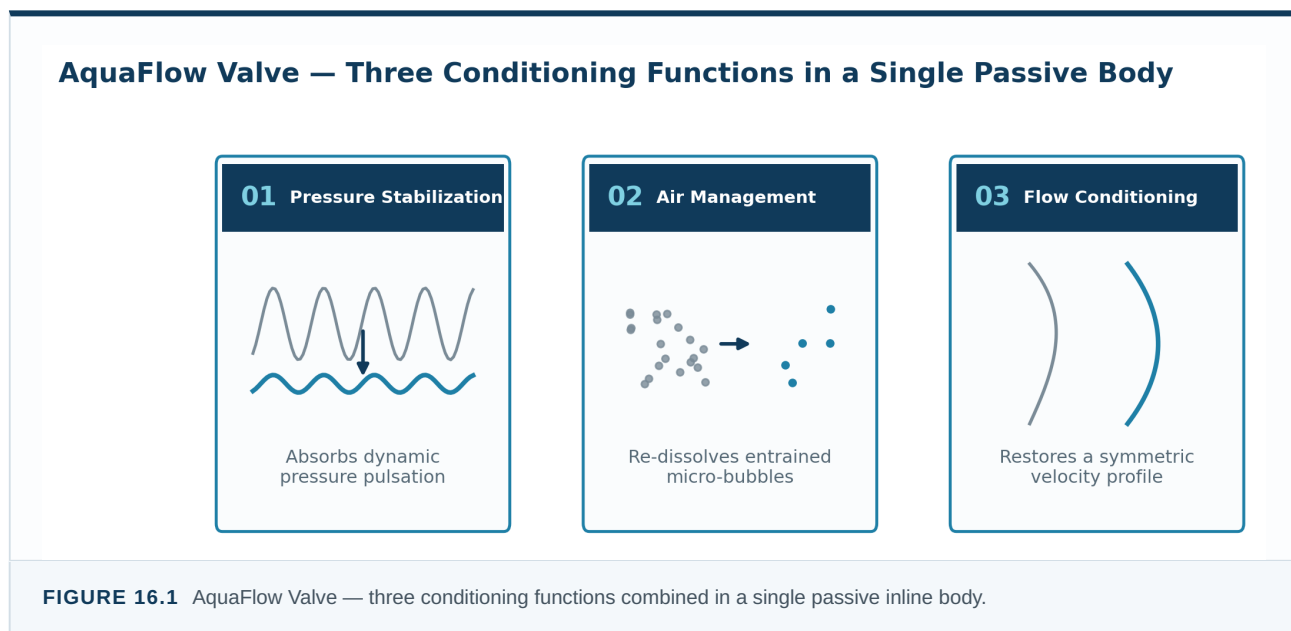 AquaFlow Valve — Three Conditioning Functions in a Single Passive Body
01 Pressure Stabilization
Absorbs dynamic
pressure pulsation
02 Air Management
Re-dissolves entrained
micro-bubbles
03 Flow Conditioning
Restores a symmetric
velocity profile
FIGURE 16.1 AquaFlow Valve — three conditioning functions combined in a single passive inline body.